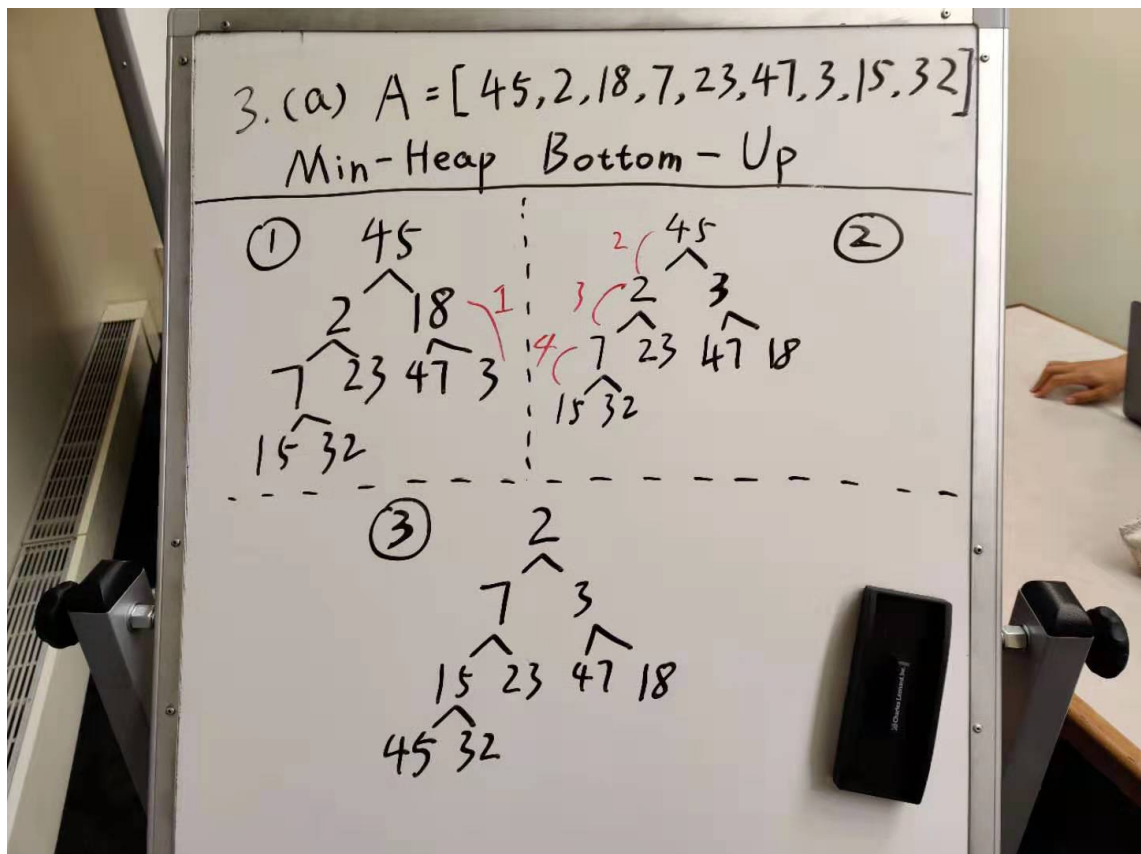 3. (a) A = [45, 2, 18, 7, 23, 47, 3, 15, 32]
Min-Heap Bottom-Up
①
45
2 18 1
7 23 47 3
15 32
②
2 45
3 2 3
4 7 23 47 18
15 32
③
2
7 3
15 23 47 18
45 32